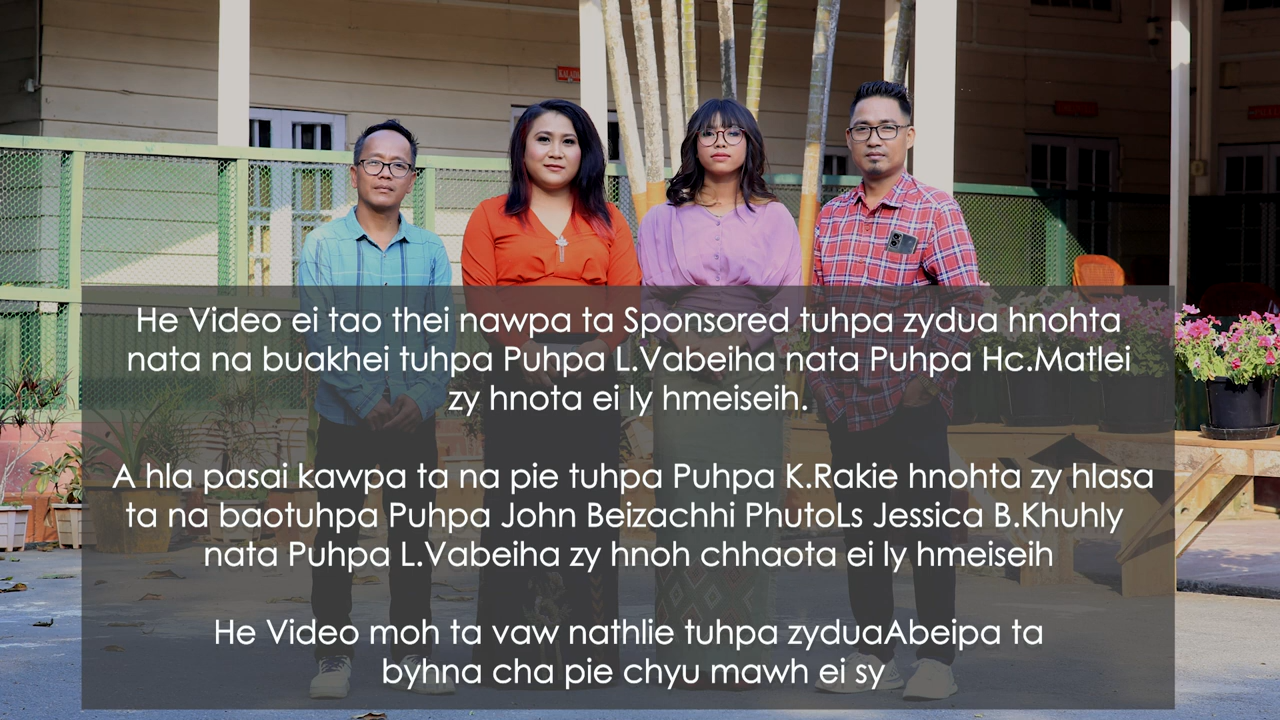 He Video ei tao thei nawpa ta Sponsored tuhpa zydua hnohta
nata na buakhei tuhpa Puhpa L.Vabeiha nata Puhpa Hc.Matlei
zy hnota ei ly hmeiseih.
A hla pasai kawpa ta na pie tuhpa Puhpa K.Rakie hnohta zy hlasa
ta na baotuhpa Puhpa John Beizachhi PhutoLs Jessica B.Khuhly
nata Puhpa L.Vabeiha zy hnoh chhaota ei ly hmeiseih
He Video moh ta vaw nathlie tuhpa zyduaAbeipa ta
byhna cha pie chyu mawh ei sy